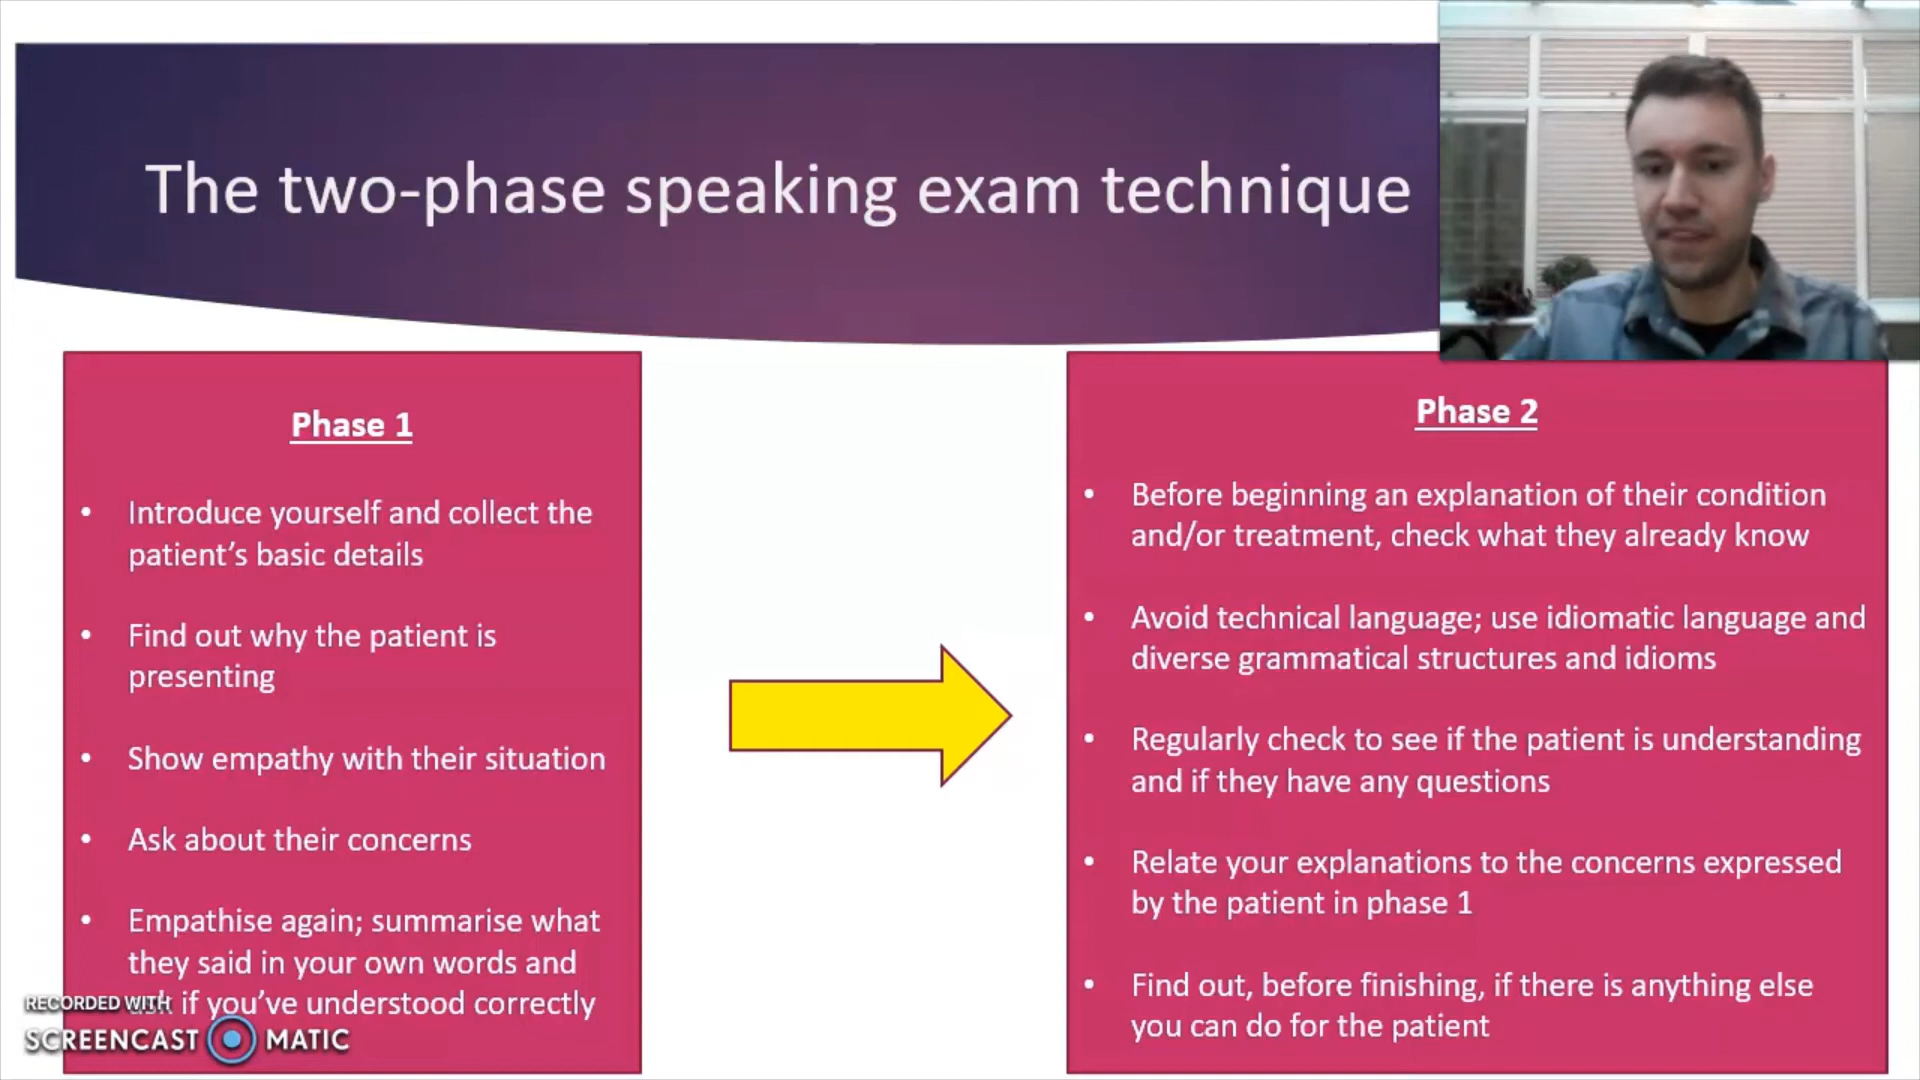 The two-phase speaking exam technique
Phase 1
• Introduce yourself and collect the
patient's basic details
• Find out why the patient is
presenting
• Show empathy with their situation
• Ask about their concerns
• Empathise again; summarise what
they said in your own words and
ask if you've understood correctly
RECORDED WITH
SCREENCAST MATIC
Phase 2
• Before beginning an explanation of their condition
and/or treatment, check what they already know
• Avoid technical language; use idiomatic language and
diverse grammatical structures and idioms
• Regularly check to see if the patient is understanding
and if they have any questions
• Relate your explanations to the concerns expressed
by the patient in phase 1
• Find out, before finishing, if there is anything else
you can do for the patient